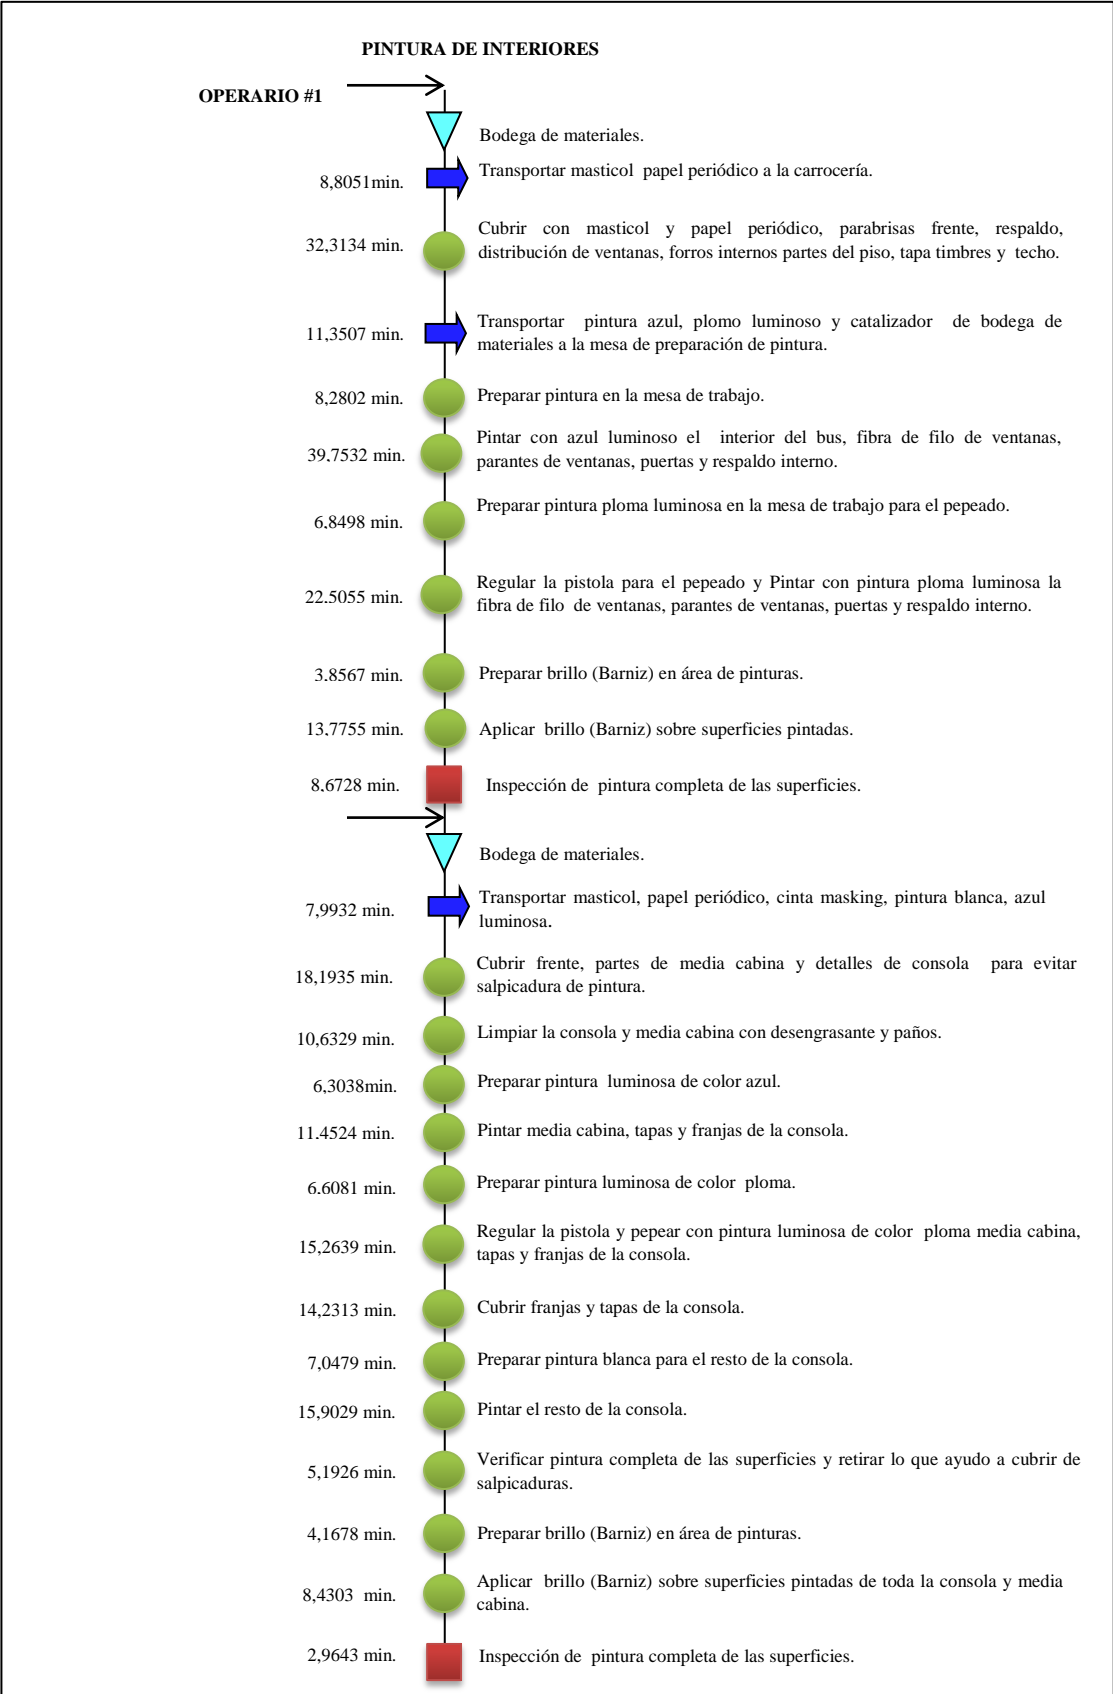 PINTURA DE INTERIORES
OPERARIO #1
Bodega de materiales.
8,8051min.
Transportar masticol papel periódico a la carrocería.
32,3134 min.
Cubrir con masticol y papel periódico, parabrisas frente, respaldo,
distribución de ventanas, forros internos partes del piso, tapa timbres y techo.
11,3507 min.
Transportar pintura azul, plomo luminoso y catalizador de bodega de
materiales a la mesa de preparación de pintura.
8,2802 min.
Preparar pintura en la mesa de trabajo.
39,7532 min.
Pintar con azul luminoso el interior del bus, fibra de filo de ventanas,
parantes de ventanas, puertas y respaldo interno.
6,8498 min.
Preparar pintura ploma luminosa en la mesa de trabajo para el pepeado.
22,5055 min.
Regular la pistola para el pepeado y Pintar con pintura ploma luminosa la
fibra de filo de ventanas, parantes de ventanas, puertas y respaldo interno.
3.8567 min.
Preparar brillo (Barniz) en área de pinturas.
13,7755 min.
Aplicar brillo (Barniz) sobre superficies pintadas.
8,6728 min.
Inspección de pintura completa de las superficies.
Bodega de materiales.
7,9932 min.
Transportar masticol, papel periódico, cinta masking, pintura blanca, azul
luminosa.
18,1935 min.
Cubrir frente, partes de media cabina y detalles de consola para evitar
salpicadura de pintura.
10,6329 min.
Limpiar la consola y media cabina con desengrasante y paños.
6,3038min.
Preparar pintura luminosa de color azul.
11.4524 min.
Pintar media cabina, tapas y franjas de la consola.
6.6081 min.
Preparar pintura luminosa de color ploma.
15,2639 min.
Regular la pistola y pepear con pintura luminosa de color ploma media cabina,
tapas y franjas de la consola.
14,2313 min.
Cubrir franjas y tapas de la consola.
7,0479 min.
Preparar pintura blanca para el resto de la consola.
15,9029 min.
Pintar el resto de la consola.
5,1926 min.
Verificar pintura completa de las superficies y retirar lo que ayudo a cubrir de
salpicaduras.
4,1678 min.
Preparar brillo (Barniz) en área de pinturas.
8,4303 min.
Aplicar brillo (Barniz) sobre superficies pintadas de toda la consola y media
cabina.
2,9643 min.
Inspección de pintura completa de las superficies.